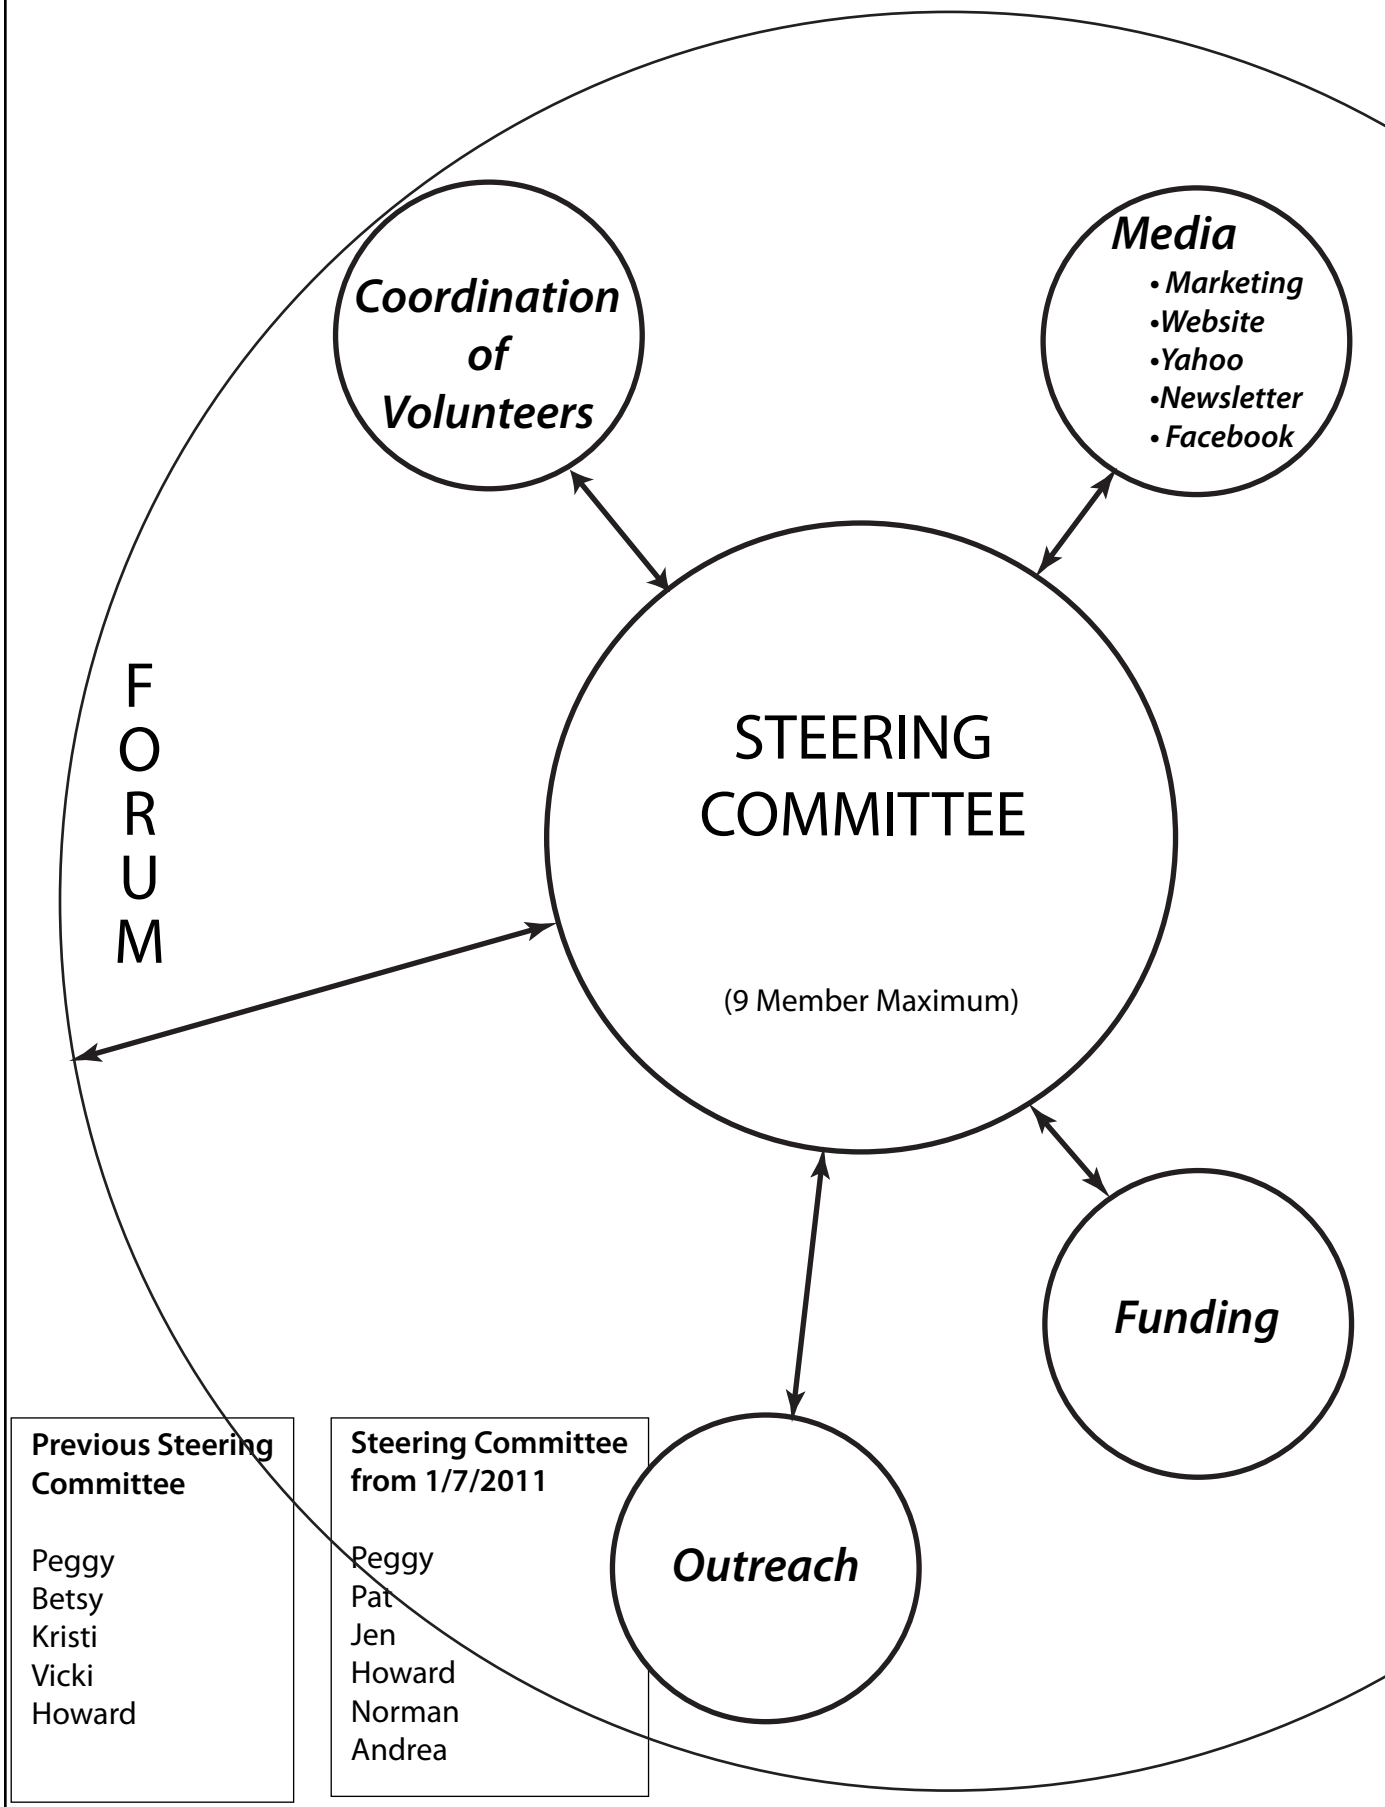 Coordination
of
Volunteers
Media
• Marketing
•Website
•Yahoo
•Newsletter
• Facebook
F
O
R
U
M
STEERING
COMMITTEE
(9 Member Maximum)
Funding
Outreach
Previous Steering
Committee
Peggy
Betsy
Kristi
Vicki
Howard
Steering Committee
from 1/7/2011
Peggy
Pat
Jen
Howard
Norman
Andrea